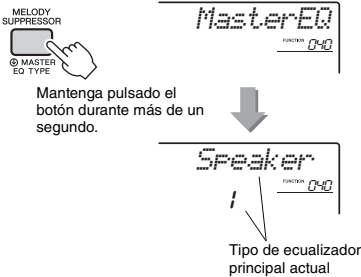 MELODY
SUPPRESSOR
MASTER
EQ TYPE
Mantenga pulsado el
botón durante más de un
segundo.
MasterEQ
FUNCTION 040
Speaker
FUNCTION 040
1
Tipo de ecualizador
principal actual